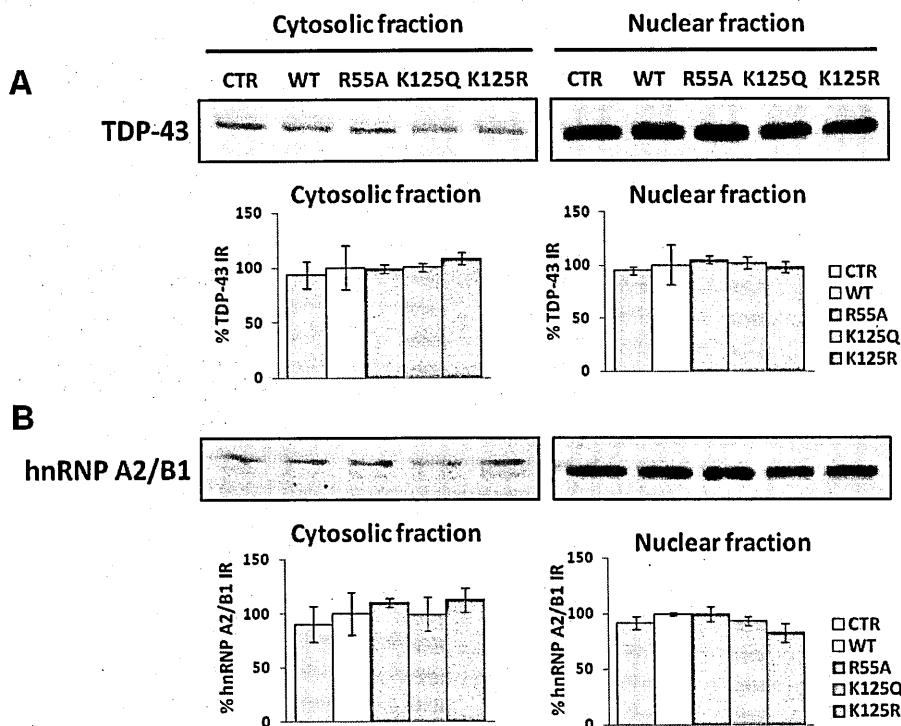 Cytosolic fraction Nuclear fraction
A CTR WT R55A K125Q K125R CTR WT R55A K125Q K125R
TDP-43
Cytosolic fraction
% TDP-43 IR
150
100
50
0
Nuclear fraction
% TDP-43 IR
150
100
50
0
CTR
WT
R55A
K125Q
K125R
B
hnRNP A2/B1
Cytosolic fraction
% hnRNP A2/B1 IR
150
100
50
0
Nuclear fraction
% hnRNP A2/B1 IR
150
100
50
0
CTR
WT
R55A
K125Q
K125R